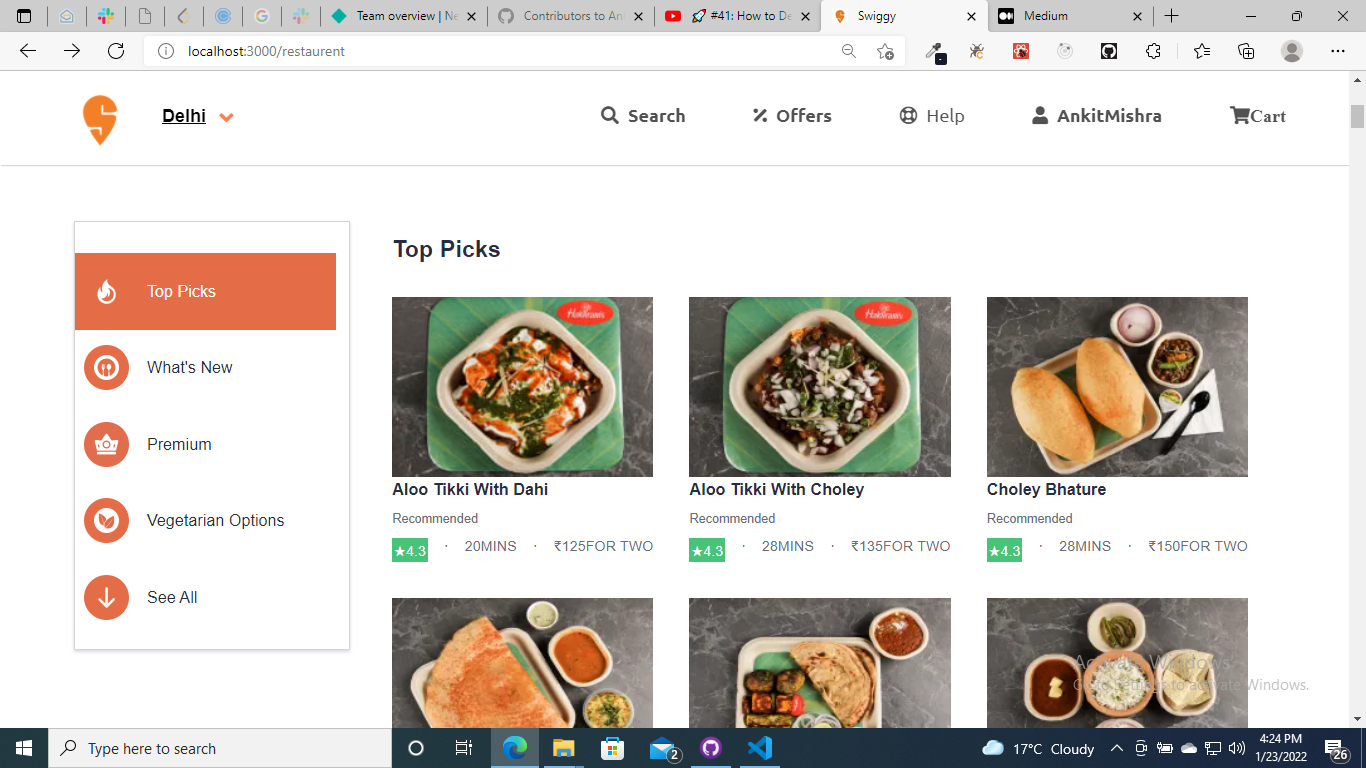 Team overview | Ne
Contributors to An
#41: How to De
Swiggy
Medium
localhost:3000/restaurent
Delhi
Search
Offers
Help
AnkitMishra
Cart
Top Picks
What's New
Premium
Vegetarian Options
See All
Top Picks
Haldiram's
Haldiram's
Aloo Tikki With Dahi
Recommended
★4.3 · 20MINS · ₹125FOR TWO
Aloo Tikki With Choley
Recommended
★4.3 · 28MINS · ₹135FOR TWO
Choley Bhature
Recommended
★4.3 · 28MINS · ₹150FOR TWO
Activate Windows
Go to Settings to activate Windows.
Type here to search
2
17°C Cloudy
4:24 PM
1/23/2022
26